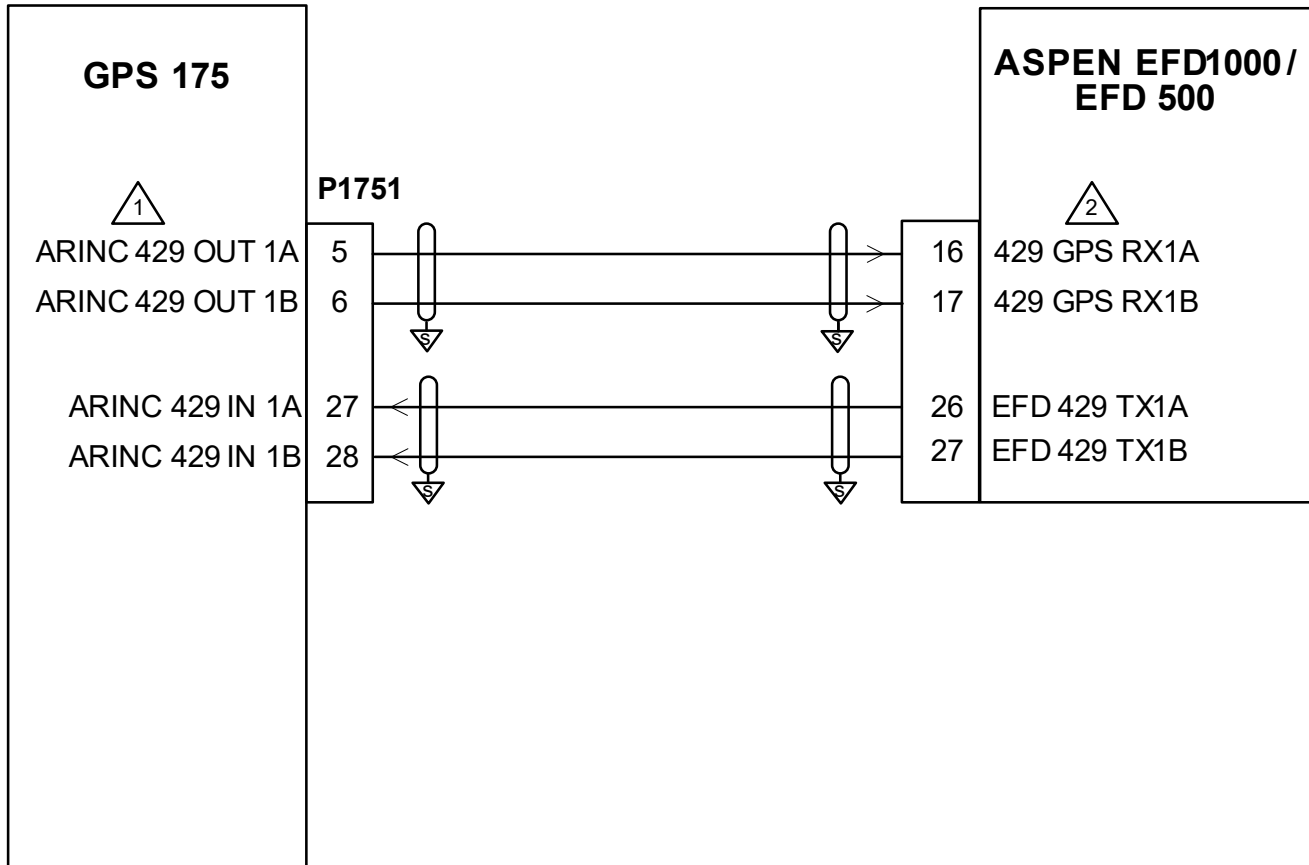 GPS 175
ASPEN EFD1000/
EFD 500
P1751
1
2
ARINC 429 OUT 1A 5 16 429 GPS RX1A
ARINC 429 OUT 1B 6 17 429 GPS RX1B
S S
ARINC 429 IN 1A 27 26 EFD 429 TX1A
ARINC 429 IN 1B 28 27 EFD 429 TX1B
S S